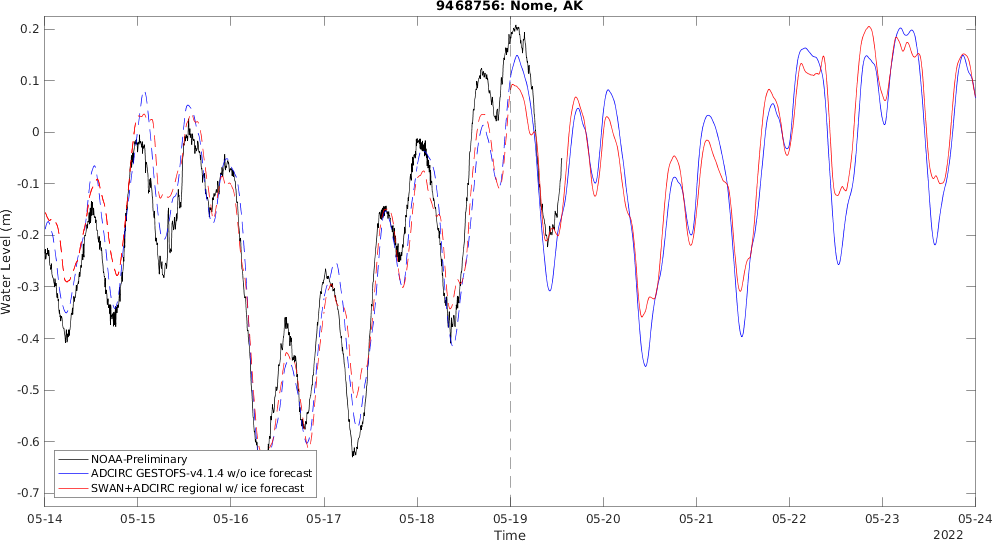 9468756: Nome, AK
0.2
0.1
0
-0.1
-0.2
-0.3
-0.4
-0.5
-0.6
-0.7
Water Level (m)
NOAA-Preliminary
ADCIRC GESTOFS-v4.1.4 w/o ice forecast
SWAN+ADCIRC regional w/ ice forecast
05-14 05-15 05-16 05-17 05-18 05-19 05-20 05-21 05-22 05-23 05-24
Time
2022